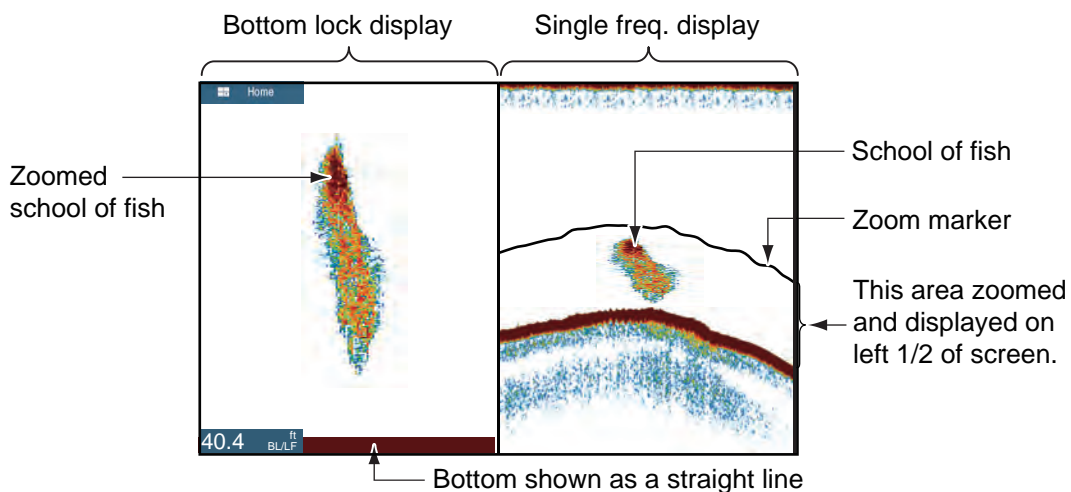 Bottom lock display
Single freq. display
Home
Zoomed
school of fish
School of fish
Zoom marker
This area zoomed
and displayed on
left 1/2 of screen.
40.4 ft
BL/LF
Bottom shown as a straight line